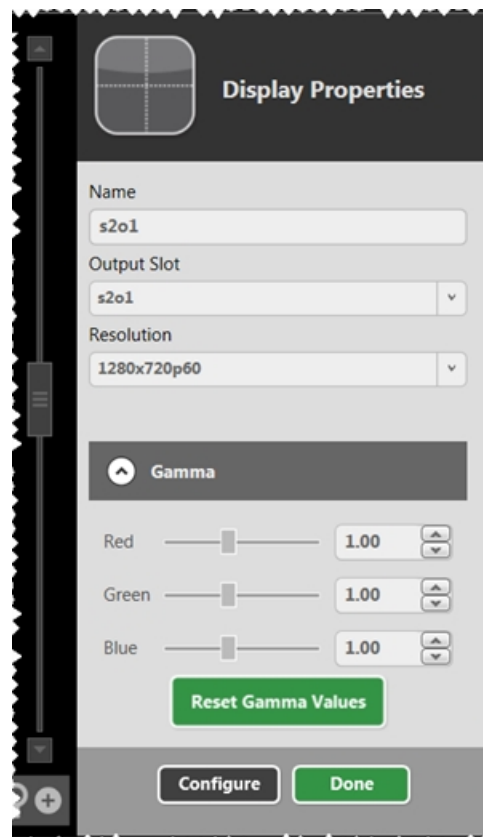 Display Properties
Name
s2o1
Output Slot
s2o1
Resolution
1280x720p60
Gamma
Red 1.00
Green 1.00
Blue 1.00
Reset Gamma Values
Configure Done